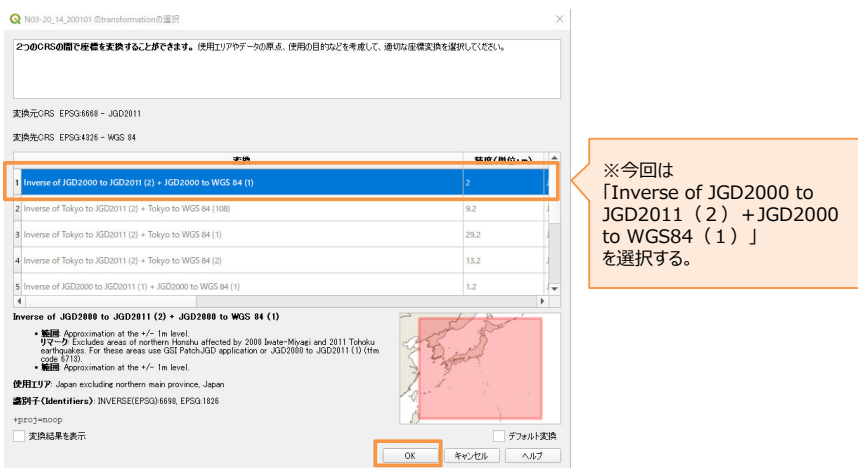 N03-20_14_200101 のtransformationの選択
2つのCRSの間で座標を変換することができます。使用エリアやデータの原点、使用の目的などを考慮して、適切な座標変換を選択してください。
変換元CRS EPSG:6668 - JGD2011
変換先CRS EPSG:4326 - WGS 84
変換 精度(単位:m)
1 Inverse of JGD2000 to JGD2011 (2) + JGD2000 to WGS 84 (1) 2
2 Inverse of Tokyo to JGD2011 (2) + Tokyo to WGS 84 (108) 9.2
3 Inverse of Tokyo to JGD2011 (2) + Tokyo to WGS 84 (1) 29.2
4 Inverse of Tokyo to JGD2011 (2) + Tokyo to WGS 84 (2) 13.2
5 Inverse of JGD2000 to JGD2011 (1) + JGD2000 to WGS 84 (1) 1.2
Inverse of JGD2000 to JGD2011 (2) + JGD2000 to WGS 84 (1)
• 範囲: Approximation at the +/- 1m level.
リマーク: Excludes areas of northern Honshu affected by 2008 Iwate-Miyagi and 2011 Tohoku
earthquakes. For these areas use GSI PatchJGD application or JGD2000 to JGD2011 (1) (tfm
code 6713).
• 範囲: Approximation at the +/- 1m level.
使用エリア: Japan excluding northern main province, Japan
識別子 (Identifiers): INVERSE(EPSG):6698, EPSG:1826
+proj=noop
変換結果を表示
デフォルト変換
OK
キャンセル
ヘルプ
※今回は
「Inverse of JGD2000 to
JGD2011（2）+JGD2000
to WGS84（1）」
を選択する。